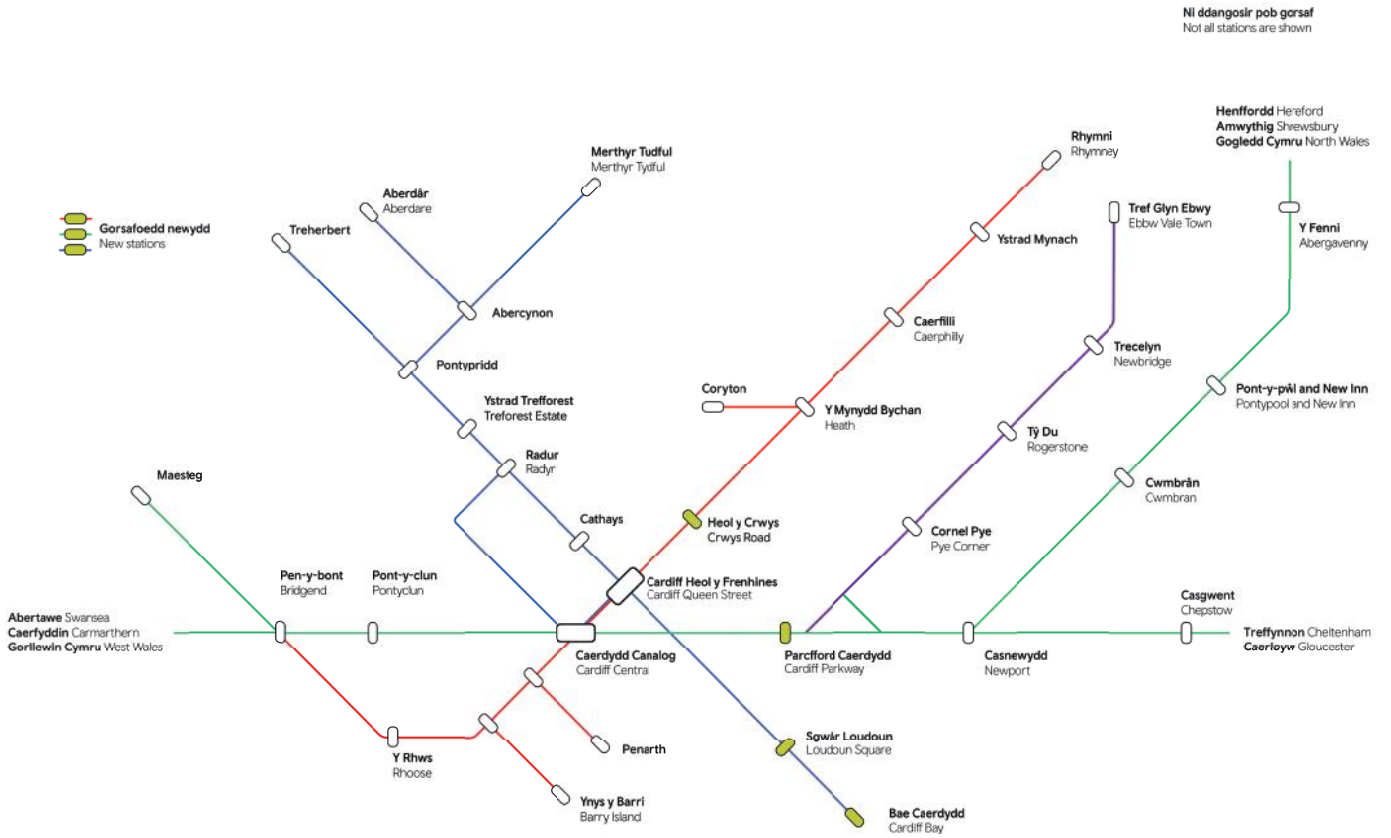 Ni ddangosir pob gorsaf
Not all stations are shown
Henffordd Hereford
Amwythig Shrewsbury
Gogledd Cymru North Wales
Rhymni
Rhymney
Merthyr Tudful
Merthyr Tydful
Aberdâr
Aberdare
Treherbert
Gorsafoedd newydd
New stations
Tref Glyn Ebwy
Ebbw Vale Town
Y Fenni
Abergavenny
Ystrad Mynach
Abercynon
Caerfilli
Caerphilly
Trecelyn
Newbridge
Pontypridd
Coryton
Pont-y-pŵl and New Inn
Pontypool and New Inn
Y Mynydd Bychan
Heath
Ystrad Trefforest
Treforest Estate
Tŷ Du
Rogerstone
Radur
Radyr
Maesteg
Cwmbrân
Cwmbran
Cathays
Heol y Crwys
Crwys Road
Cornel Pye
Pye Corner
Pen-y-bont
Bridgend
Pont-y-clun
Pontyclun
Cardiff Heol y Frenhines
Cardiff Queen Street
Casgwent
Chepstow
Abertawe Swansea
Caerfyddin Carmarthern
Gorllewin Cymru West Wales
Treffynnon Cheltenham
Caerloyw Gloucester
Caerdydd Canalog
Cardiff Central
Parcffordd Caerdydd
Cardiff Parkway
Casnewydd
Newport
Sgwâr Loudoun
Loudoun Square
Penarth
Y Rhws
Rhoose
Ynys y Barri
Barry Island
Bae Caerdydd
Cardiff Bay